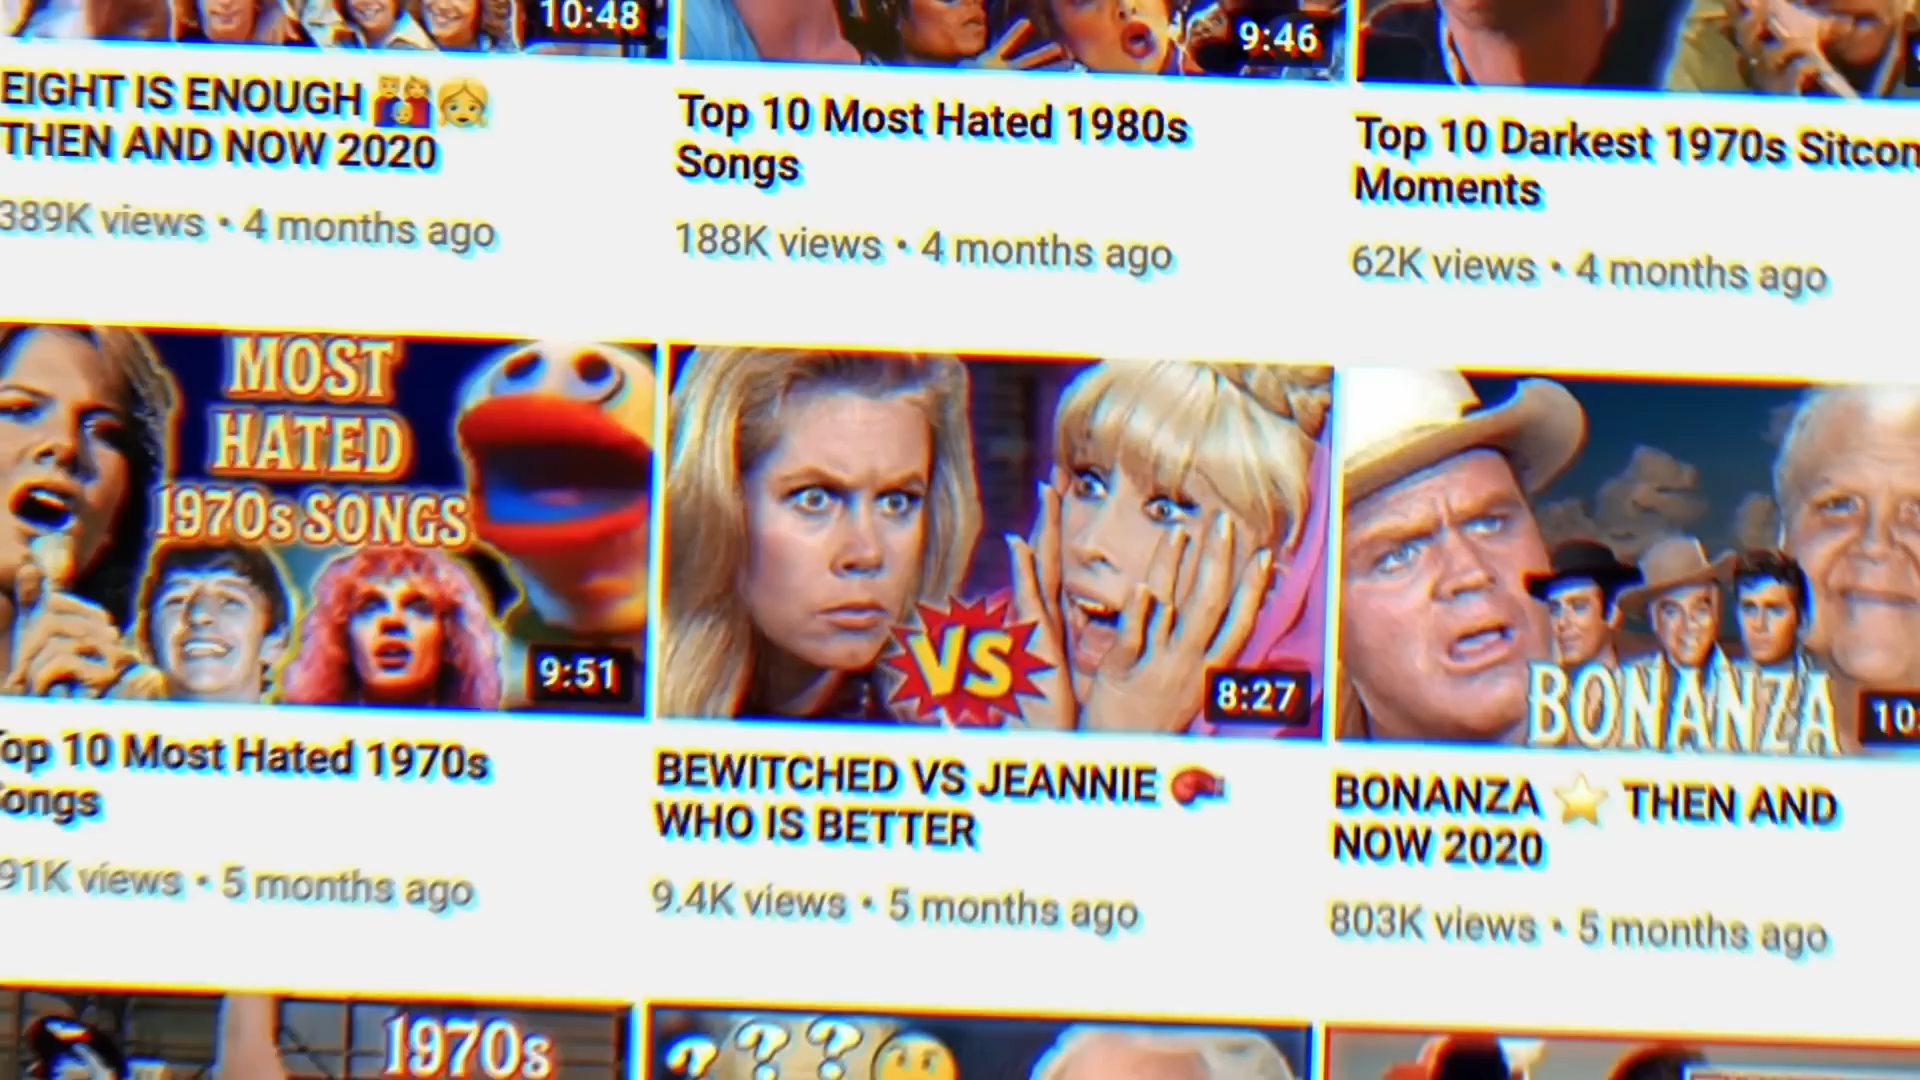 10:48
9:46
EIGHT IS ENOUGH
THEN AND NOW 2020
389K views • 4 months ago
Top 10 Most Hated 1980s
Songs
188K views • 4 months ago
Top 10 Darkest 1970s Sitcom
Moments
62K views • 4 months ago
MOST
HATED
1970s SONGS
9:51
VS
8:27
BONANZA
10:
Top 10 Most Hated 1970s
Songs
91K views • 5 months ago
BEWITCHED VS JEANNIE
WHO IS BETTER
9.4K views • 5 months ago
BONANZA ⭐ THEN AND
NOW 2020
803K views • 5 months ago
1970s
? ? ?